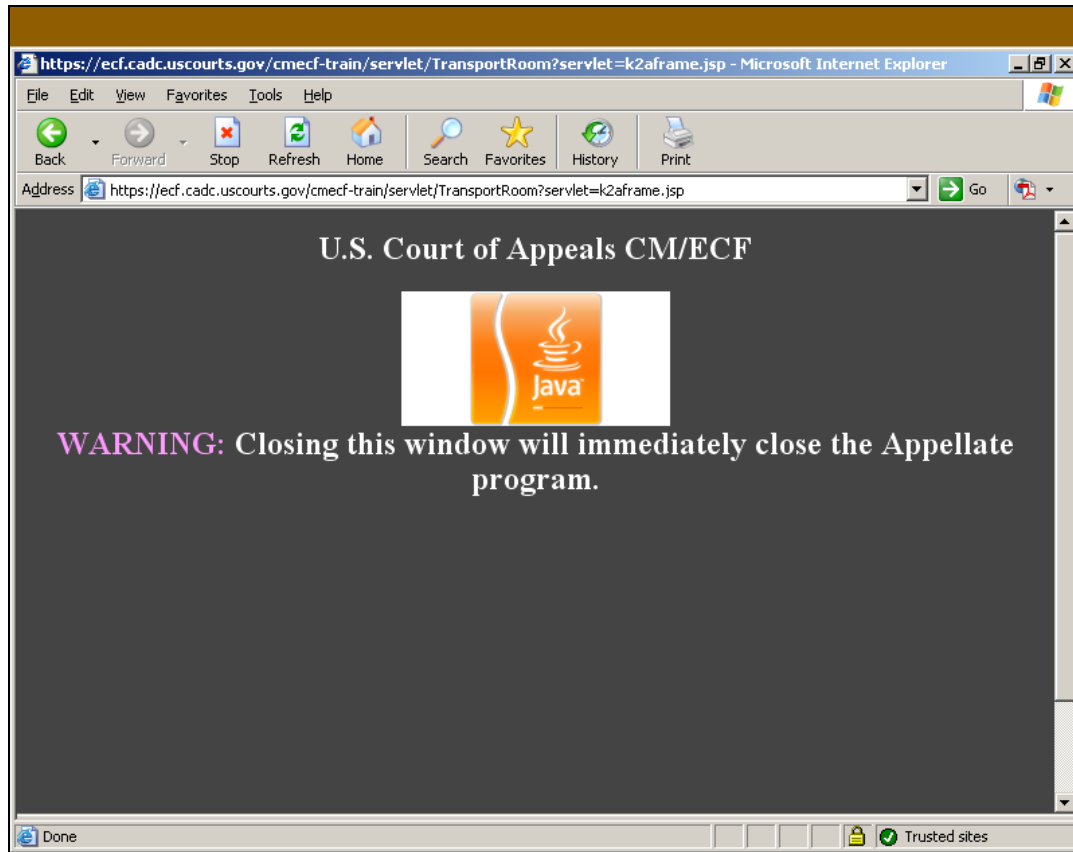 https://ecf.cadc.uscourts.gov/cmecf-train/servlet/TransportRoom?servlet=k2aframe.jsp - Microsoft Internet Explorer
File Edit View Favorites Tools Help
Back Forward Stop Refresh Home Search Favorites History Print
Address https://ecf.cadc.uscourts.gov/cmecf-train/servlet/TransportRoom?servlet=k2aframe.jsp Go
U.S. Court of Appeals CM/ECF
Java
WARNING: Closing this window will immediately close the Appellate
program.
Done Trusted sites